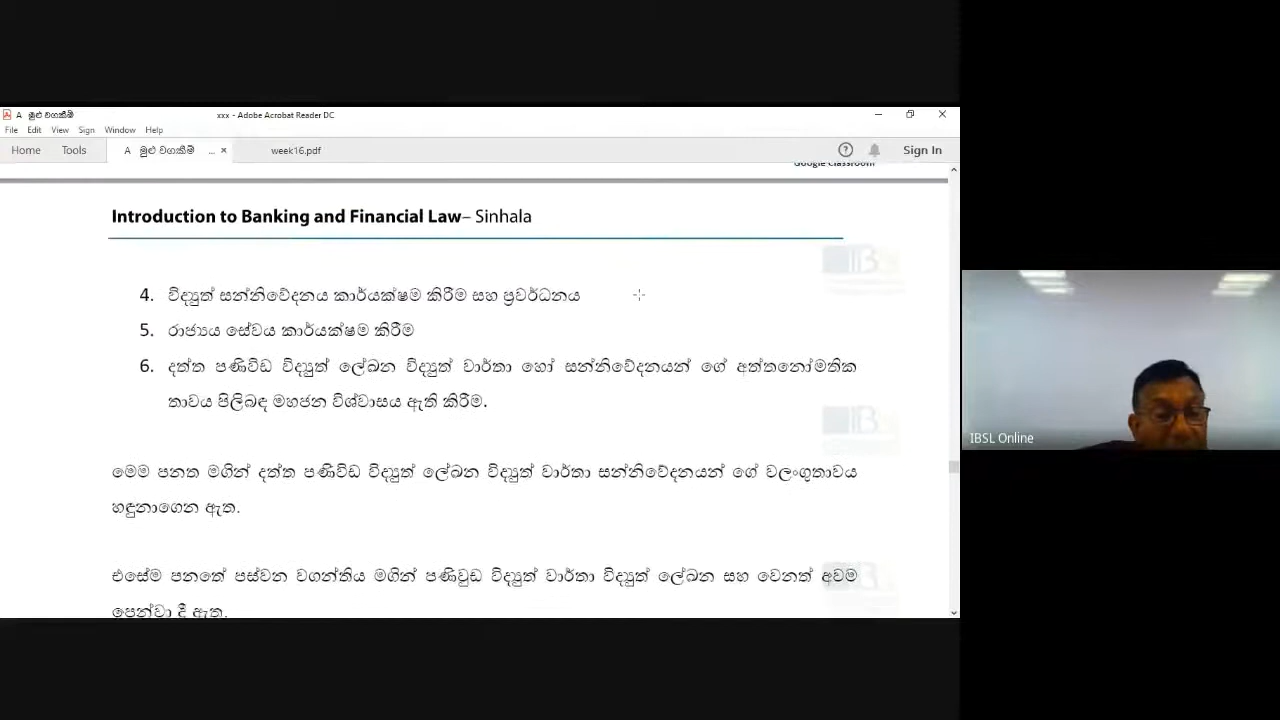 A මුළු වගකීම්
xxx - Adobe Acrobat Reader DC
File Edit View Sign Window Help
Home Tools A මුළු වගකීම් ... × week16.pdf Sign In
Google Classroom
Introduction to Banking and Financial Law– Sinhala
4. විද්‍යුත් සන්නිවේදනය කාර්යක්ෂම කිරීම සහ ප්‍රවර්ධනය
5. රාජ්‍යය සේවය කාර්යක්ෂම කිරීම
6. දත්ත පණිවිඩ විද්‍යුත් ලේඛන විද්‍යුත් වාර්තා හෝ සන්නිවේදනයන් ගේ අත්තනෝමතික
තාවය පිලිබඳ මහජන විශ්වාසය ඇති කිරීම.
මෙම පනත මගින් දත්ත පණිවිඩ විද්‍යුත් ලේඛන විද්‍යුත් වාර්තා සන්නිවේදනයන් ගේ වලංගුතාවය
හඳුනාගෙන ඇත.
එසේම පනතේ පස්වන වගන්තිය මගින් පණිවුඩ විද්‍යුත් වාර්තා විද්‍යුත් ලේඛන සහ වෙනත් අවම
පෙන්වා දී ඇත.
IBSL Online